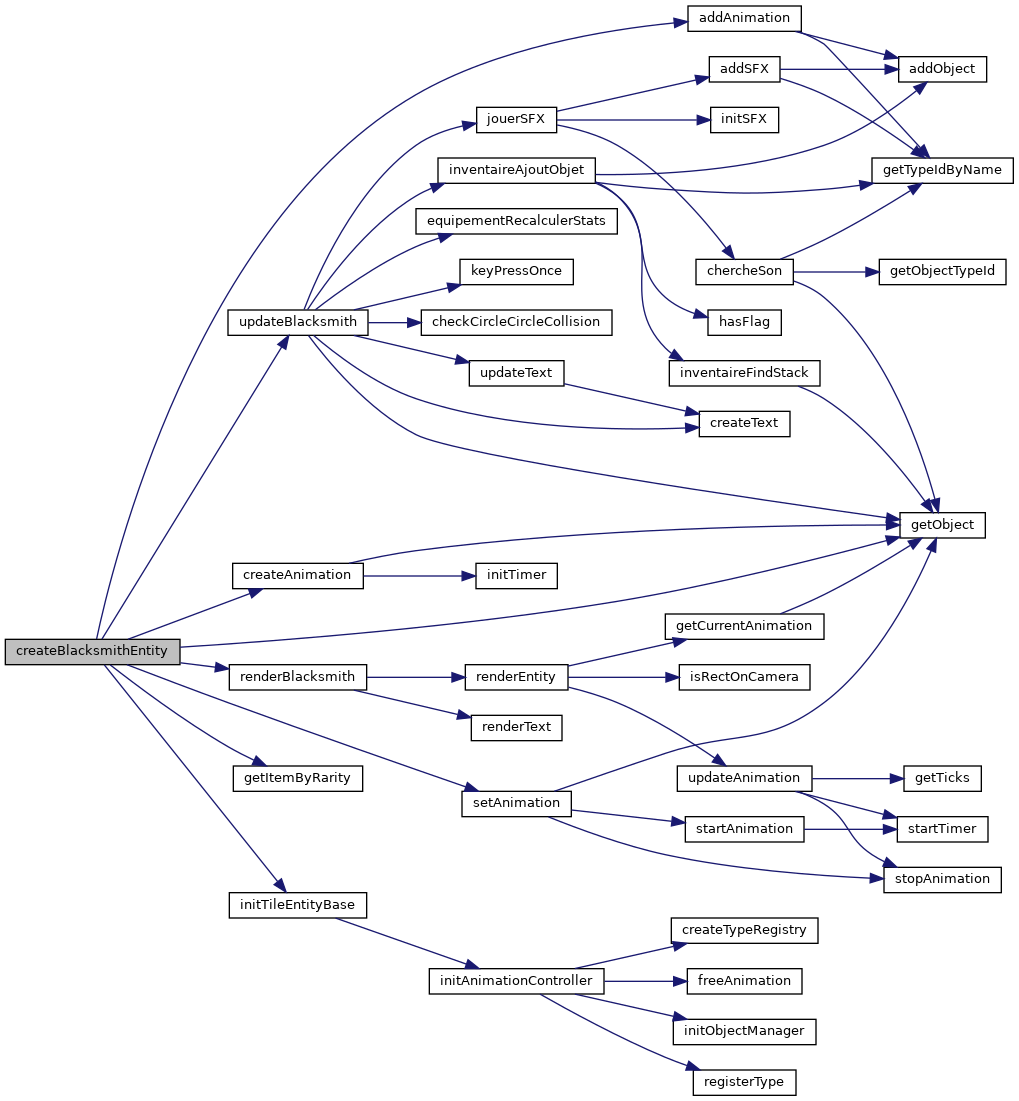 addAnimation
addSFX
addObject
jouerSFX
initSFX
inventaireAjoutObjet
getTypeIdByName
equipementRecalculerStats
keyPressOnce
chercheSon
getObjectTypeId
updateBlacksmith
checkCircleCircleCollision
hasFlag
updateText
inventaireFindStack
createText
getObject
createAnimation
initTimer
getCurrentAnimation
createBlacksmithEntity
renderBlacksmith
renderEntity
isRectOnCamera
renderText
getItemByRarity
updateAnimation
getTicks
setAnimation
startAnimation
startTimer
stopAnimation
initTileEntityBase
createTypeRegistry
initAnimationController
freeAnimation
initObjectManager
registerType